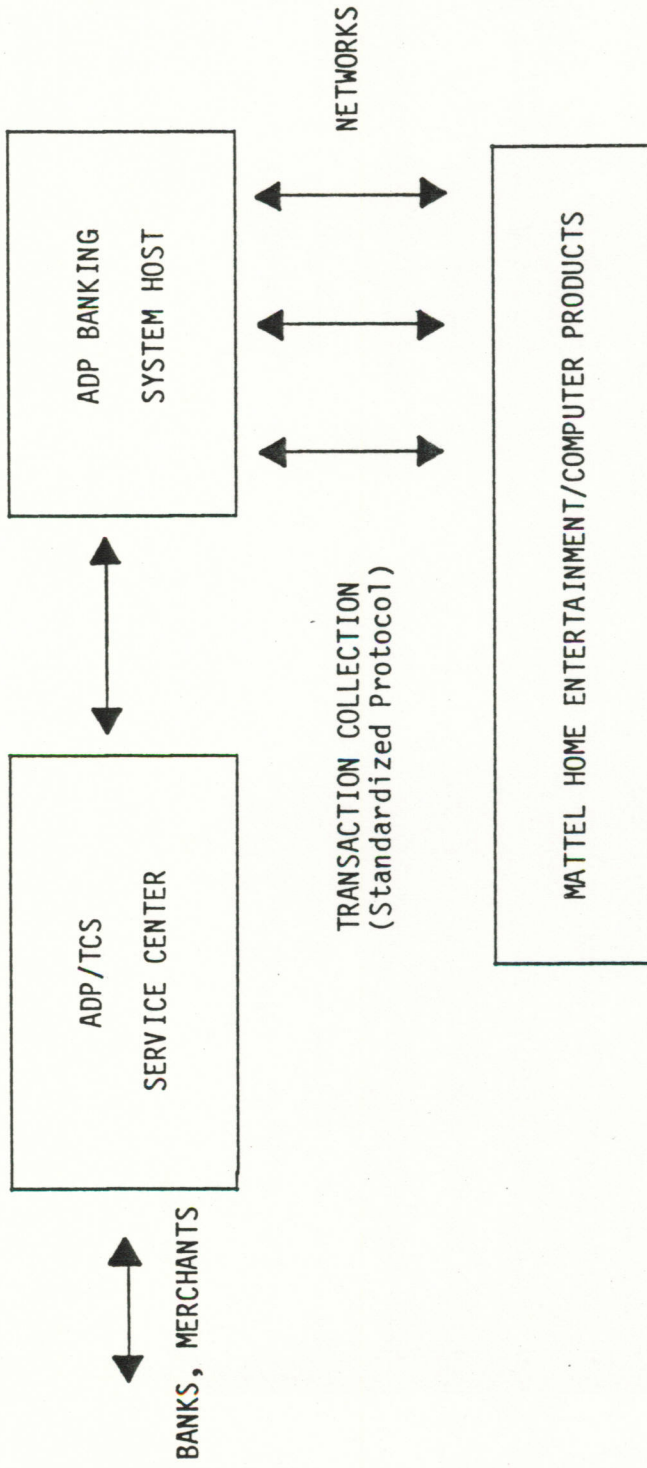 ADP/TCS
SERVICE CENTER
ADP BANKING
SYSTEM HOST
BANKS, MERCHANTS
TRANSACTION COLLECTION
(Standardized Protocol)
NETWORKS
MATTEL HOME ENTERTAINMENT/COMPUTER PRODUCTS